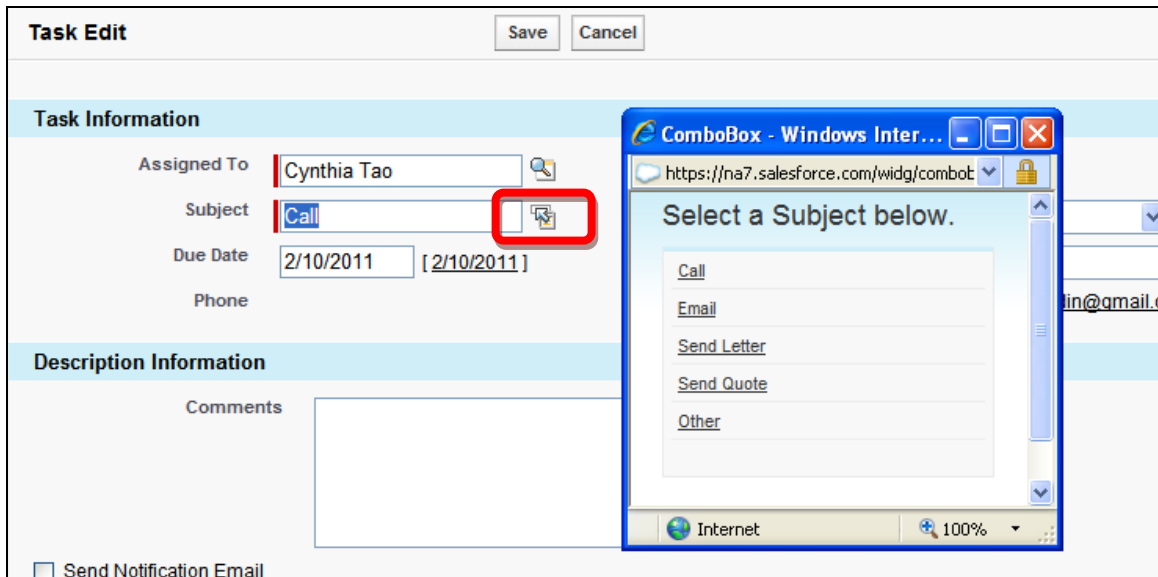 Task Edit
Save
Cancel
Task Information
Assigned To
Cynthia Tao
Subject
Call
Due Date
2/10/2011
[ 2/10/2011 ]
Phone
lin@gmail.c
Description Information
Comments
Send Notification Email
ComboBox - Windows Inter...
https://na7.salesforce.com/widg/combob
Select a Subject below.
Call
Email
Send Letter
Send Quote
Other
Internet
100%